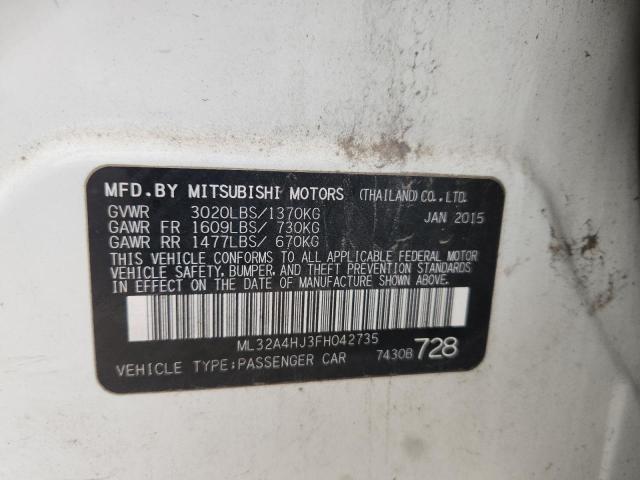 MFD.BY MITSUBISHI MOTORS (THAILAND) CO.,LTD.
GVWR 3020LBS/1370KG JAN 2015
GAWR FR 1609LBS/ 730KG
GAWR RR 1477LBS/ 670KG
THIS VEHICLE CONFORMS TO ALL APPLICABLE FEDERAL MOTOR
VEHICLE SAFETY, BUMPER, AND THEFT PREVENTION STANDARDS
IN EFFECT ON THE DATE OF MANUFACTURE SHOWN ABOVE.
ML32A4HJ3FH042735
VEHICLE TYPE:PASSENGER CAR 7430B 728